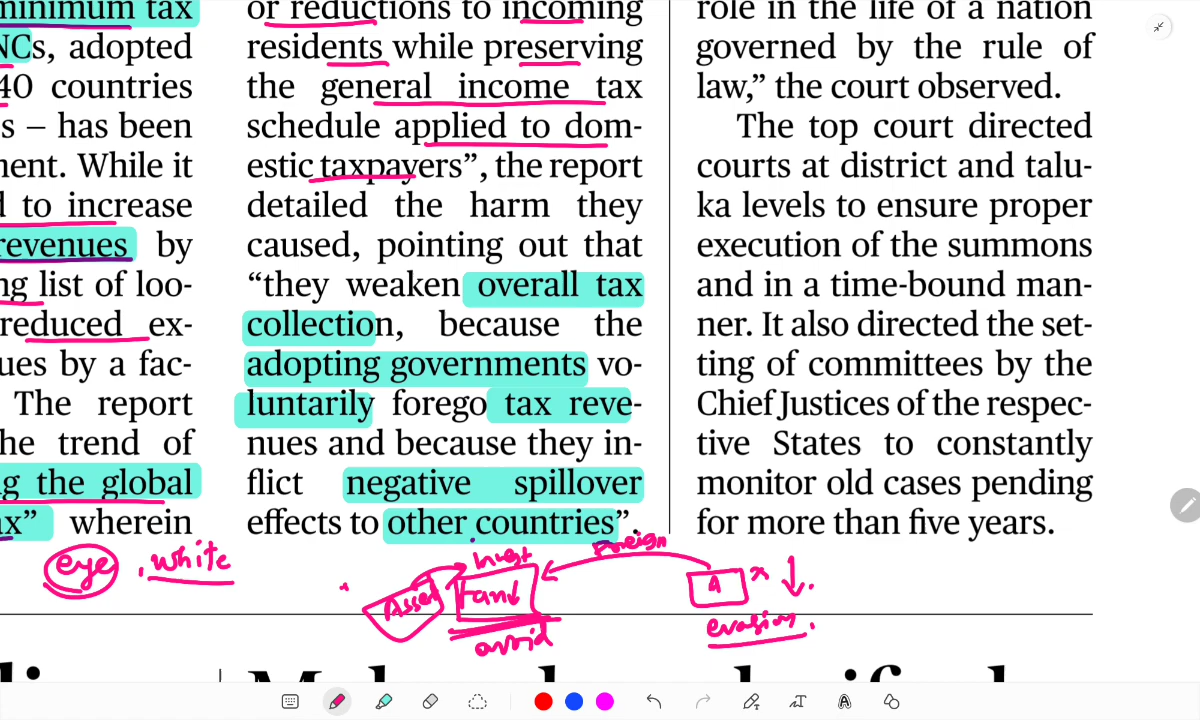 minimum tax
NCs, adopted
40 countries
s – has been
ment. While it
d to increase
revenues by
ng list of loo-
reduced ex-
ues by a fac-
The report
he trend of
g the global
ax” wherein
or reductions to incoming
residents while preserving
the general income tax
schedule applied to dom-
estic taxpayers”, the report
detailed the harm they
caused, pointing out that
“they weaken overall tax
collection, because the
adopting governments vo-
luntarily forego tax reve-
nues and because they in-
flict negative spillover
effects to other countries”.
role in the life of a nation
governed by the rule of
law,” the court observed.
The top court directed
courts at district and talu-
ka levels to ensure proper
execution of the summons
and in a time-bound man-
ner. It also directed the set-
ting of committees by the
Chief Justices of the respec-
tive States to constantly
monitor old cases pending
for more than five years.
eye . white
Invest
Foreign
Asset
Fand
A
avoid
evasion.